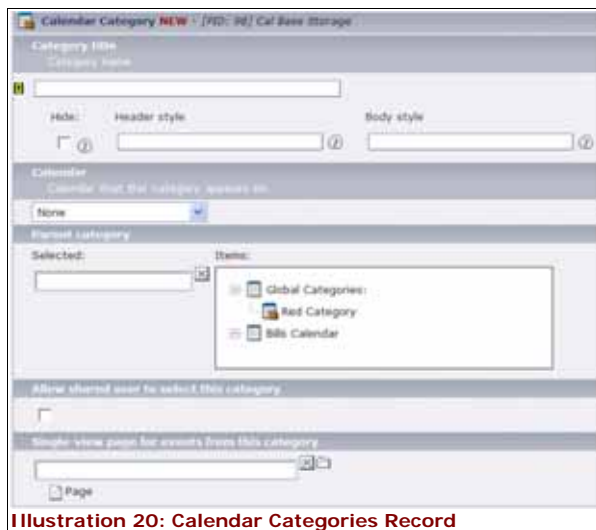 Calendar Category NEW - [PID: 98] Cal Base Storage
Category title
Category name
Hide: Header style Body style
Calendar
Calendar that this category appears on
None
Parent category
Selected: Items:
Global Categories:
Red Category
Bills Calendar
Allow shared user to select this category
Single view page for events from this category
Page
Illustration 20: Calendar Categories Record